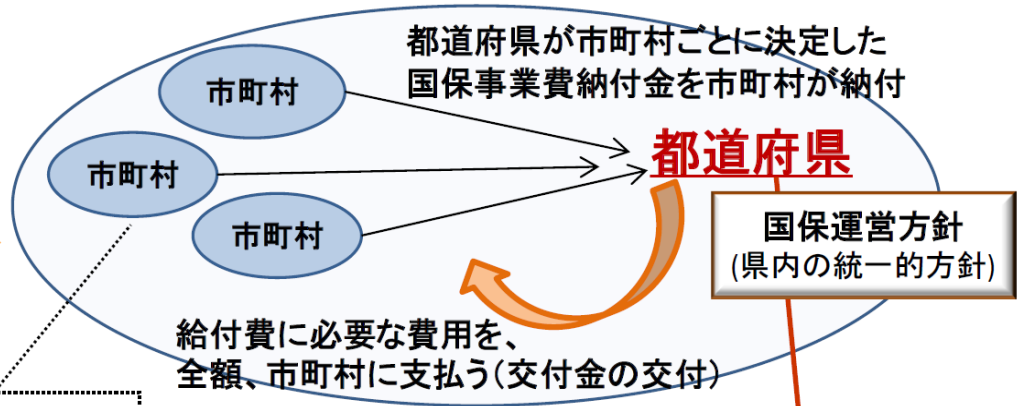 都道府県が市町村ごとに決定した
国保事業費納付金を市町村が納付
市町村
市町村
市町村
都道府県
国保運営方針
(県内の統一的方針)
給付費に必要な費用を、
全額、市町村に支払う(交付金の交付)